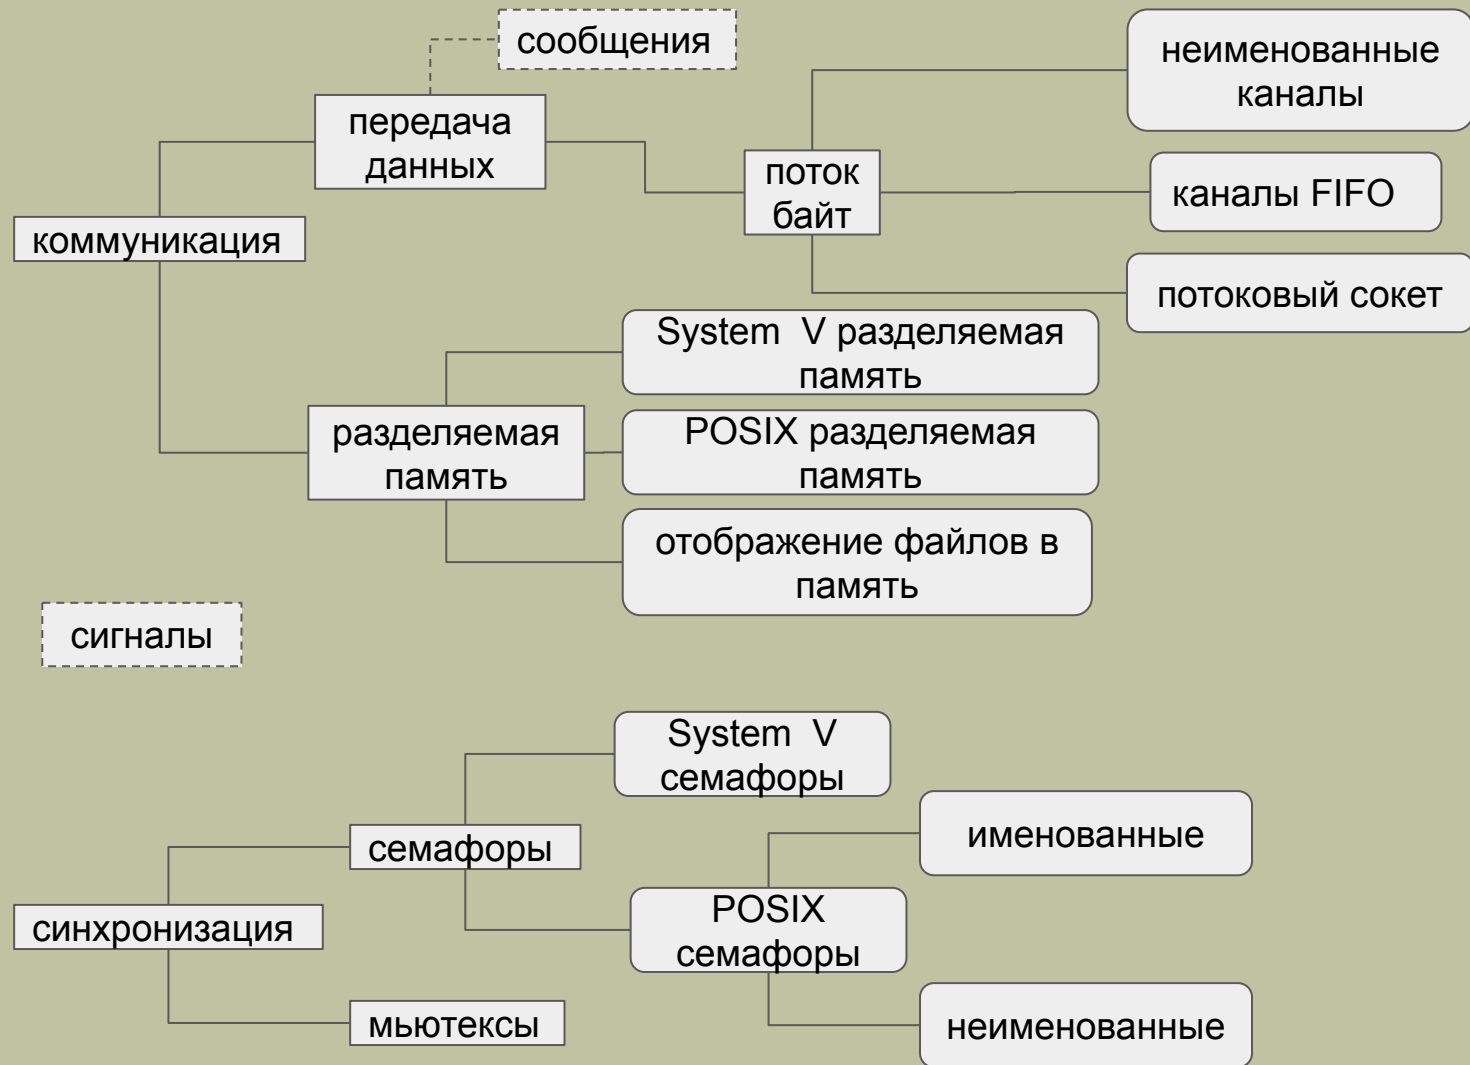 сообщения
неименованные
каналы
передача
данных
поток
байт
каналы FIFO
коммуникация
потоковый сокет
System V разделяемая
память
разделяемая
память
POSIX разделяемая
память
отображение файлов в
память
сигналы
System V
семафоры
семафоры
именованные
POSIX
семафоры
синхронизация
мьютексы
неименованные